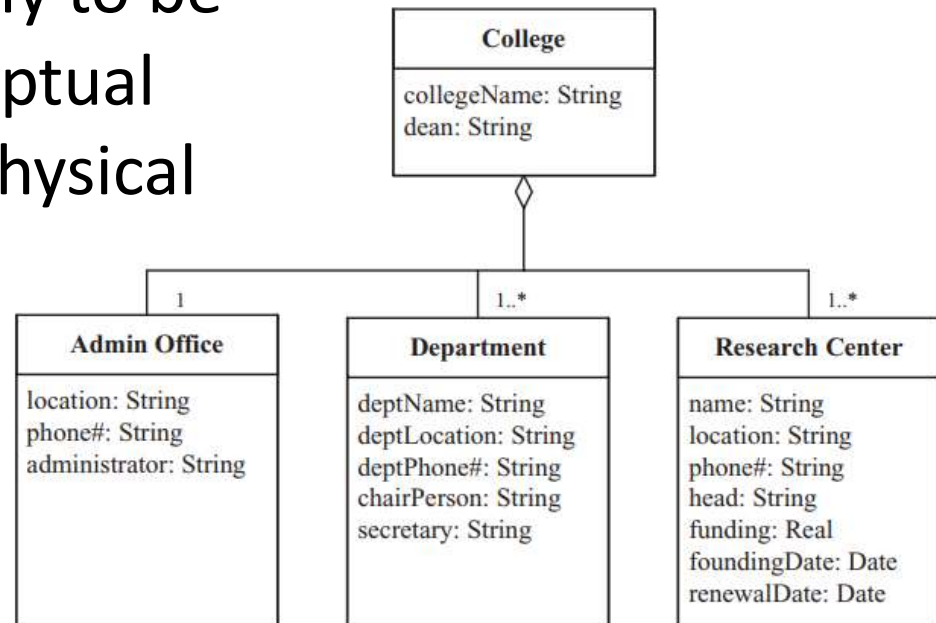 to be
ptual
hysical
College
collegeName: String
dean: String
1
1..*
1..*
Admin Office
location: String
phone#: String
administrator: String
Department
deptName: String
deptLocation: String
deptPhone#: String
chairPerson: String
secretary: String
Research Center
name: String
location: String
phone#: String
head: String
funding: Real
foundingDate: Date
renewalDate: Date